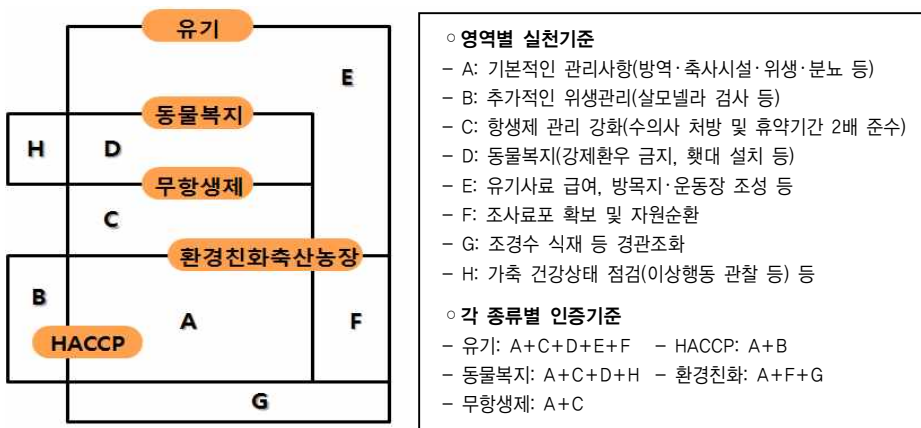 유기
E
동물복지
H
D
무항생제
C
환경친화축산농장
B
A
F
HACCP
G
○ 영역별 실천기준
– A: 기본적인 관리사항(방역·축사시설·위생·분뇨 등)
– B: 추가적인 위생관리(살모넬라 검사 등)
– C: 항생제 관리 강화(수의사 처방 및 휴약기간 2배 준수)
– D: 동물복지(강제환우 금지, 횃대 설치 등)
– E: 유기사료 급여, 방목지·운동장 조성 등
– F: 조사료포 확보 및 자원순환
– G: 조경수 식재 등 경관조화
– H: 가축 건강상태 점검(이상행동 관찰 등) 등
○ 각 종류별 인증기준
– 유기: A+C+D+E+F – HACCP: A+B
– 동물복지: A+C+D+H – 환경친화: A+F+G
– 무항생제: A+C